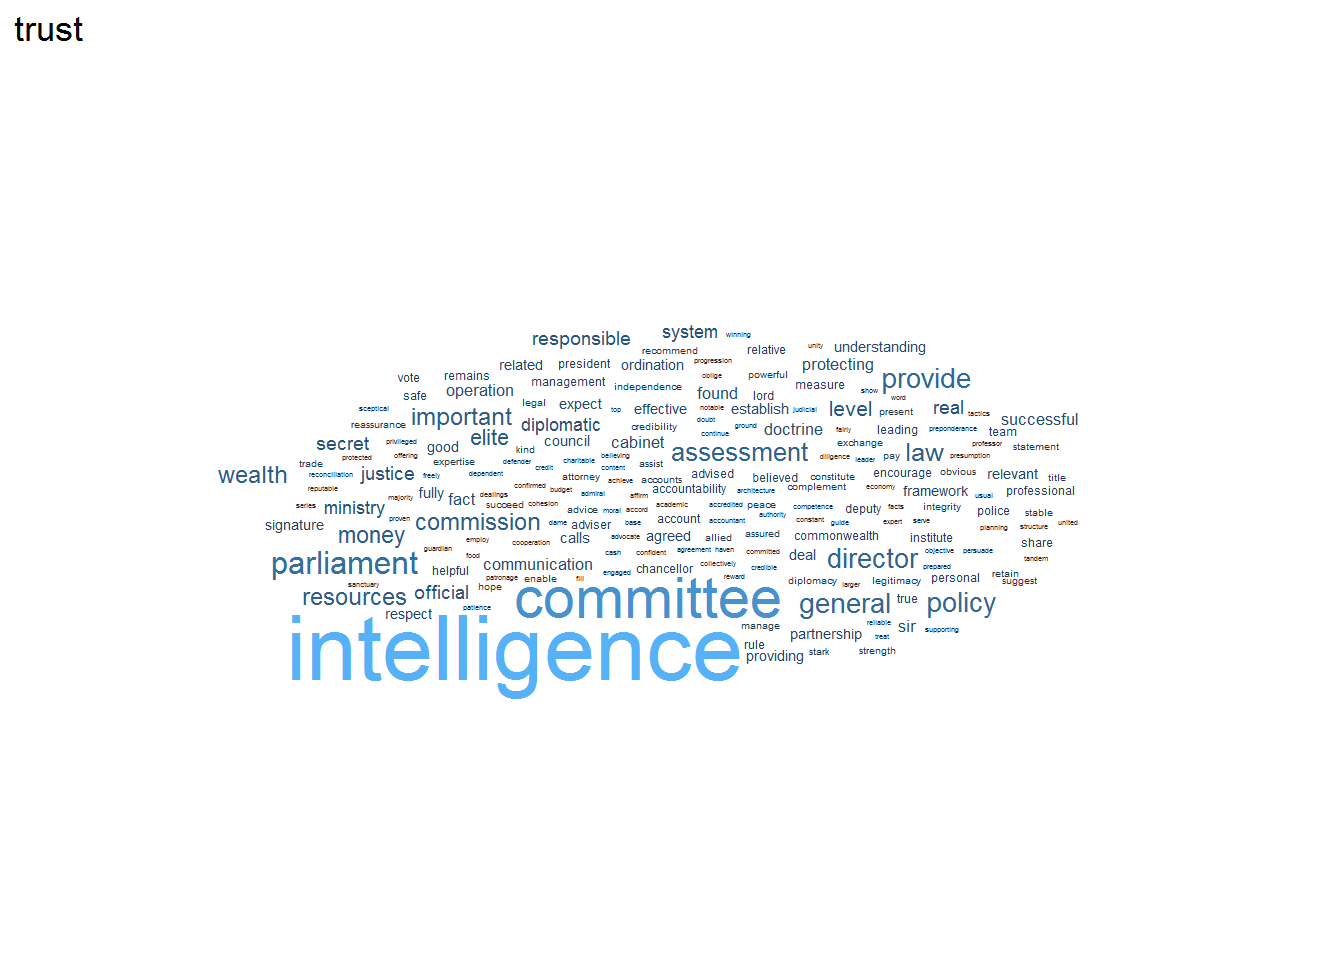 trust
responsible system winning
recommend relative unity understanding
related president ordination progression protecting
vote remains management oblige powerful provide
safe operation independence found lord measure show word
sceptical legal expect top effective notable establish judicial level present real tactics
reassurance important diplomatic credibility doubt ground doctrine fairly leading preponderance successful
secret privileged good elite kind council cabinet continue assessment exchange law professor team statement
trade protected offering expertise defender charitable believing content assist diligence leader pay presumption
wealth reconciliation justice freely dependent credit attorney achieve accounts advised believed constitute encourage obvious relevant title
reputable majority fully fact dealings confirmed budget admiral affirm accountability architecture complement economy framework usual professional
series ministry succeed cohesion advice moral accord academic accredited peace competence deputy facts integrity police stable
signature proven commission dame adviser base account accountant authority constant guide expert serve planning structure united
money employ cooperation calls advocate agreed allied assured commonwealth institute share
parliament guardian food cash confident agreement haven committed deal director objective persuade tandem
helpful communication engaged chancellor collectively credible prepared
sanctuary patronage enable fill reward diplomacy larger legitimacy personal retain suggest
resources official hope committee general true policy
respect patience manage reliable sir supporting
intelligence rule partnership treat
providing stark strength